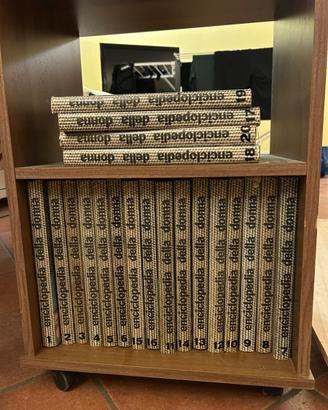 enciclopedia della donna 19
enciclopedia della donna 17
enciclopedia della donna 20
enciclopedia della donna 18
enciclopedia della donna 1
enciclopedia della donna 2
enciclopedia della donna 3
enciclopedia della donna 4
enciclopedia della donna 5
enciclopedia della donna 6
enciclopedia della donna 15
enciclopedia della donna 16
enciclopedia della donna 11
enciclopedia della donna 14
enciclopedia della donna 13
enciclopedia della donna 12
enciclopedia della donna 10
enciclopedia della donna 9
enciclopedia della donna 8
enciclopedia della donna 7